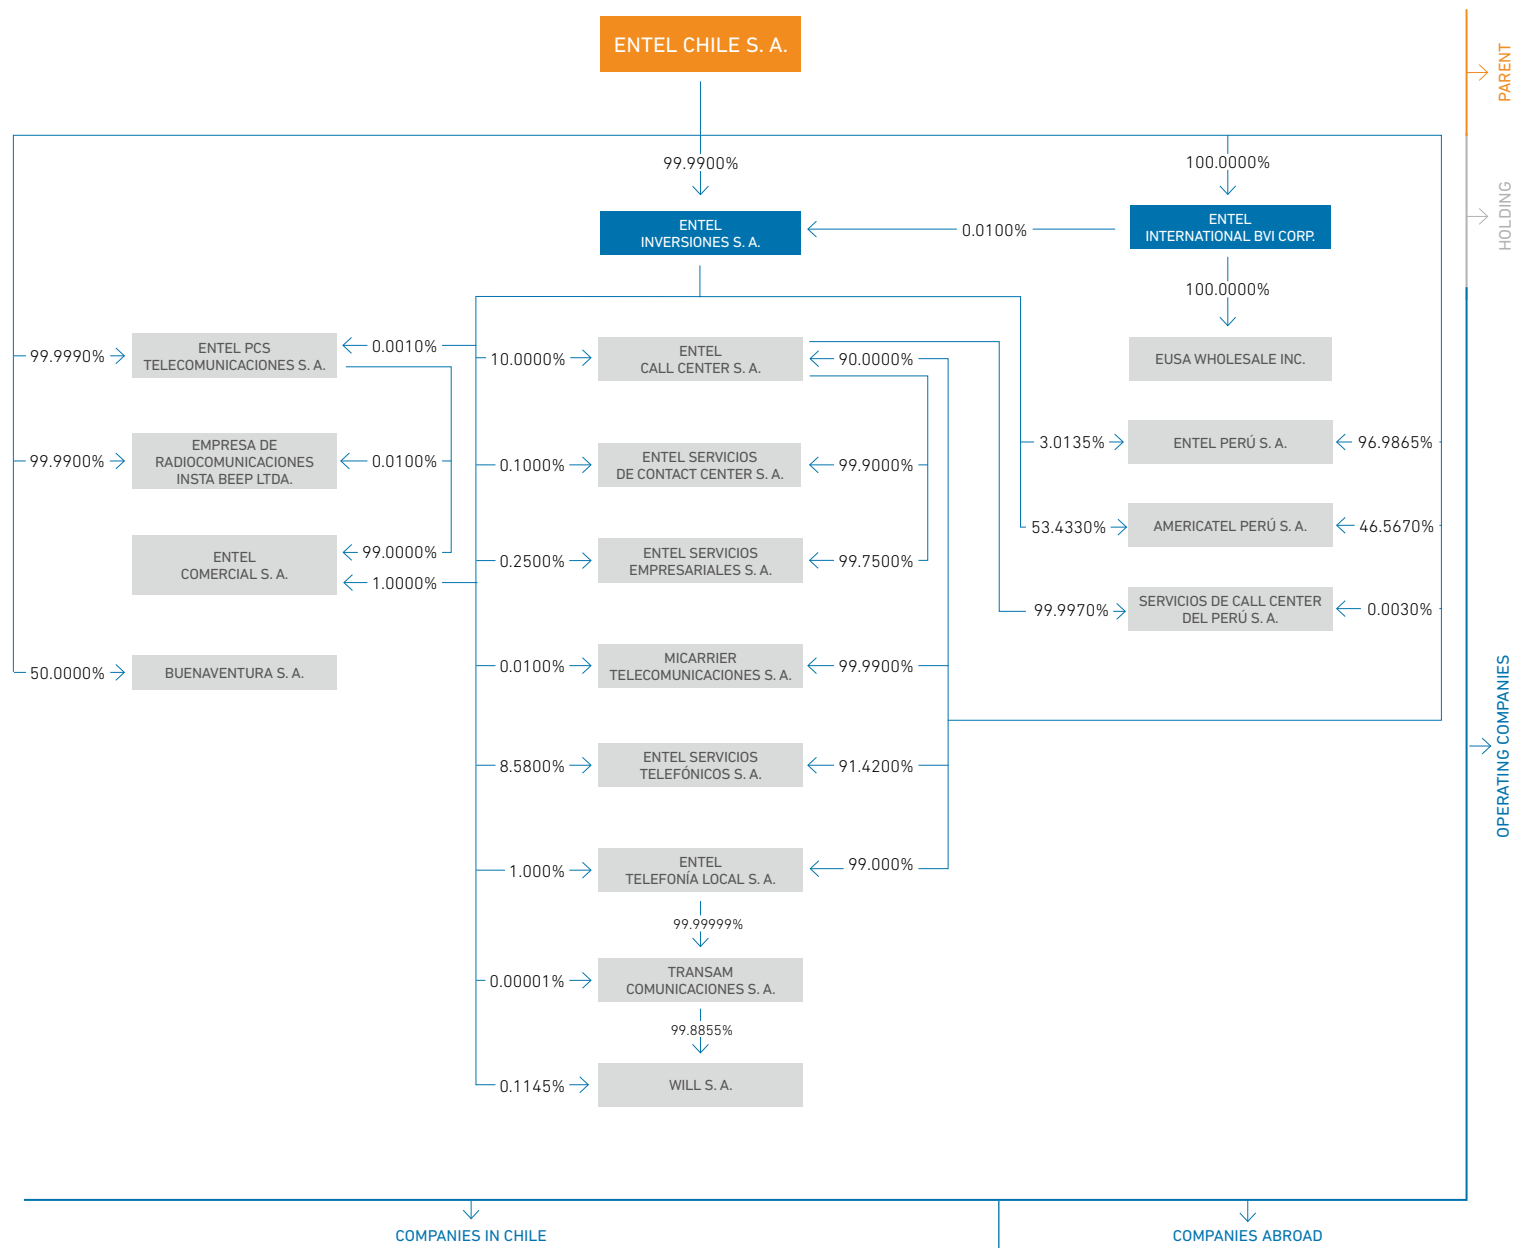 ENTEL CHILE S. A.
PARENT
99.9900%
100.0000%
HOLDING
ENTEL
INVERSIONES S. A.
0.0100%
ENTEL
INTERNATIONAL BVI CORP.
100.0000%
99.9990%
ENTEL PCS
TELECOMUNICACIONES S. A.
0.0010%
10.0000%
ENTEL
CALL CENTER S. A.
90.0000%
EUSA WHOLESALE INC.
99.9900%
EMPRESA DE
RADIOCOMUNICACIONES
INSTA BEEP LTDA.
0.0100%
0.1000%
ENTEL SERVICIOS
DE CONTACT CENTER S. A.
99.9000%
3.0135%
ENTEL PERÚ S. A.
96.9865%
ENTEL
COMERCIAL S. A.
99.0000%
1.0000%
0.2500%
ENTEL SERVICIOS
EMPRESARIALES S. A.
99.7500%
53.4330%
AMERICATEL PERÚ S. A.
46.5670%
99.9970%
SERVICIOS DE CALL CENTER
DEL PERÚ S. A.
0.0030%
50.0000%
BUENAVENTURA S. A.
0.0100%
MICARRIER
TELECOMUNICACIONES S. A.
99.9900%
OPERATING COMPANIES
8.5800%
ENTEL SERVICIOS
TELEFÓNICOS S. A.
91.4200%
1.000%
ENTEL
TELEFONÍA LOCAL S. A.
99.000%
99.99999%
0.00001%
TRANSAM
COMUNICACIONES S. A.
99.8855%
0.1145%
WILL S. A.
COMPANIES IN CHILE
COMPANIES ABROAD